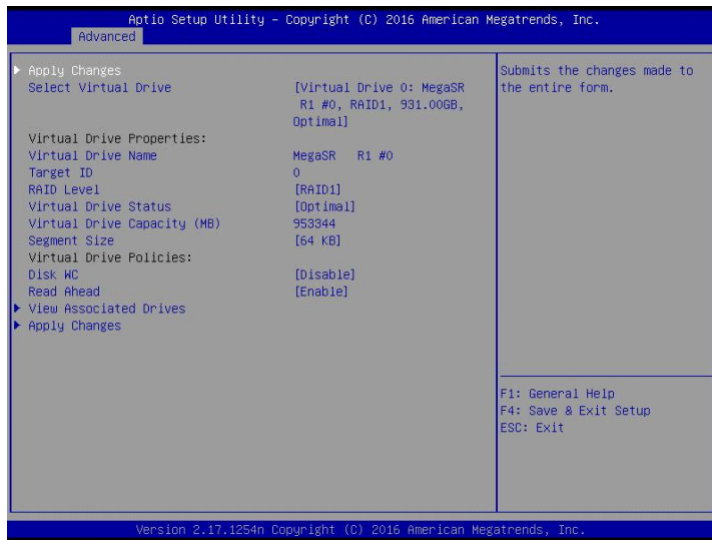 Aptio Setup Utility – Copyright (C) 2016 American Megatrends, Inc.
Advanced
Apply Changes
Select Virtual Drive [Virtual Drive 0: MegaSR
R1 #0, RAID1, 931.00GB,
Optimal]
Virtual Drive Properties:
Virtual Drive Name MegaSR R1 #0
Target ID 0
RAID Level [RAID1]
Virtual Drive Status [Optimal]
Virtual Drive Capacity (MB) 953344
Segment Size [64 KB]
Virtual Drive Policies:
Disk WC [Disable]
Read Ahead [Enable]
View Associated Drives
Apply Changes
Submits the changes made to
the entire form.
F1: General Help
F4: Save & Exit Setup
ESC: Exit
Version 2.17.1254n Copyright (C) 2016 American Megatrends, Inc.